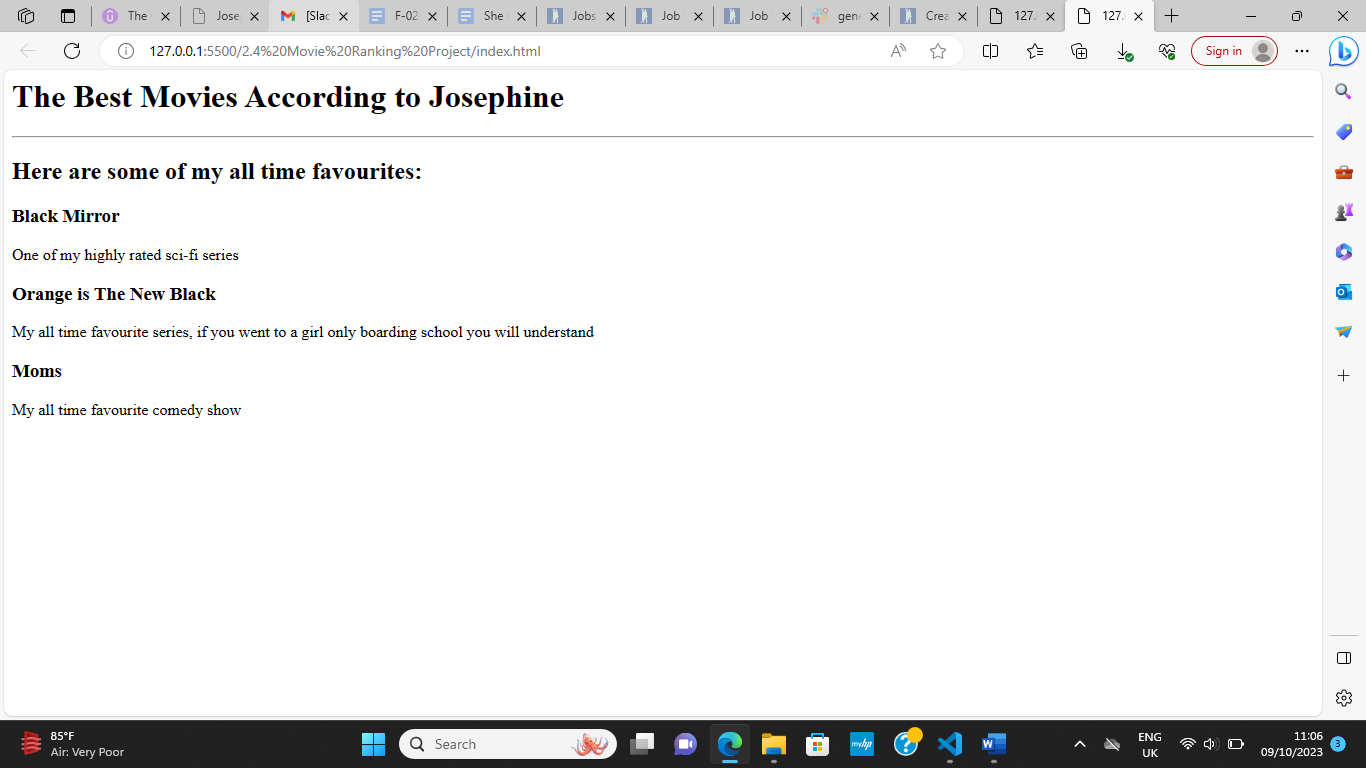 The
Jose
[Slac
F-02
She
Jobs
Job
Job
gene
Crea
127.
127.
127.0.0.1:5500/2.4%20Movie%20Ranking%20Project/index.html
Sign in
The Best Movies According to Josephine
Here are some of my all time favourites:
Black Mirror
One of my highly rated sci-fi series
Orange is The New Black
My all time favourite series, if you went to a girl only boarding school you will understand
Moms
My all time favourite comedy show
85°F
Air: Very Poor
Search
myhp
ENG
UK
11:06
09/10/2023
3